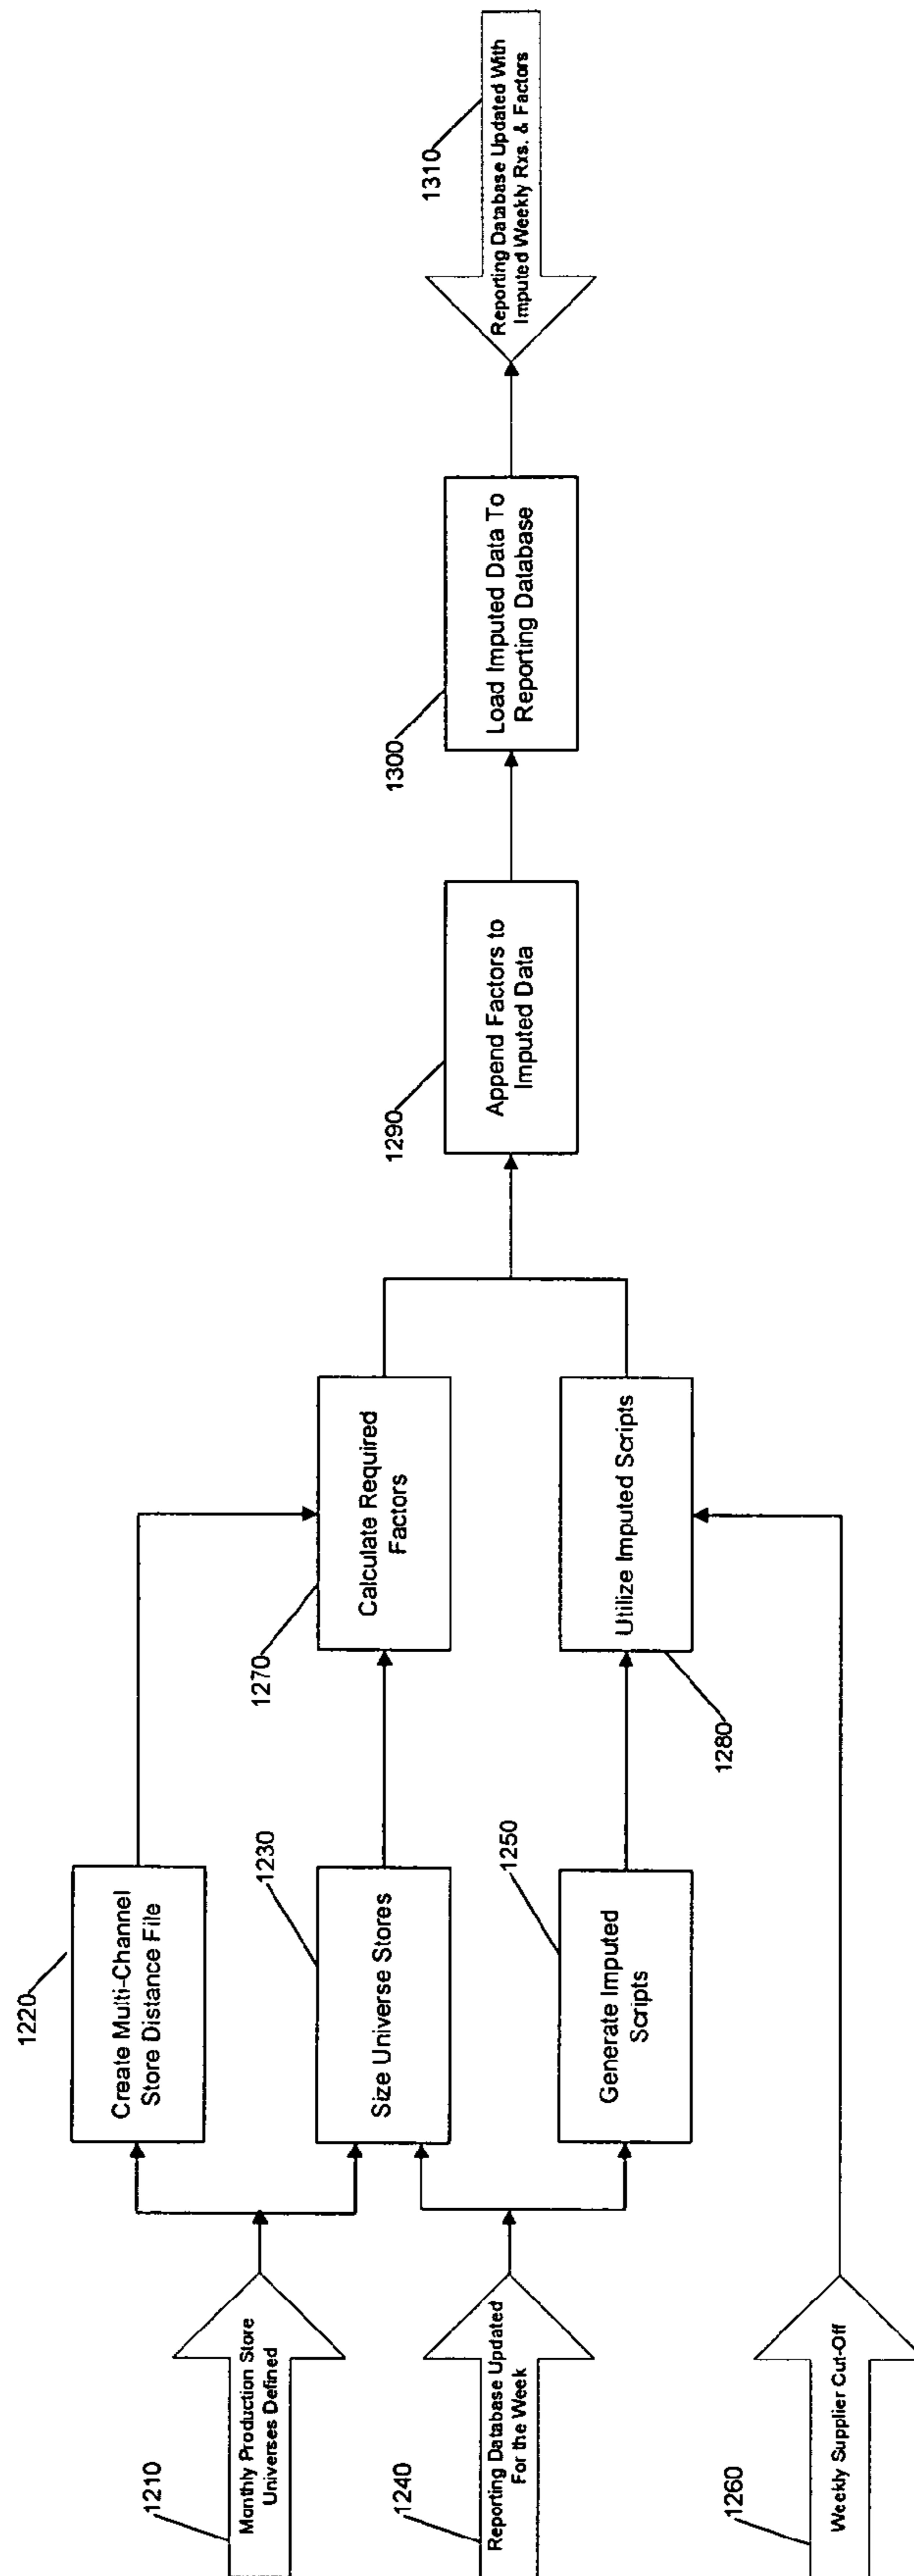 1210
Monthly Production Store
Universes Defined
1220
Create Multi-Channel
Store Distance File
1230
Size Universe Stores
1240
Reporting Database Updated
For the Week
1250
Generate Imputed
Scripts
1260
Weekly Supplier Cut-Off
1270
Calculate Required
Factors
1280
Utilize Imputed Scripts
1290
Append Factors to
Imputed Data
1300
Load Imputed Data To
Reporting Database
1310
Reporting Database Updated With
Imputed Weekly Rxs. & Factors